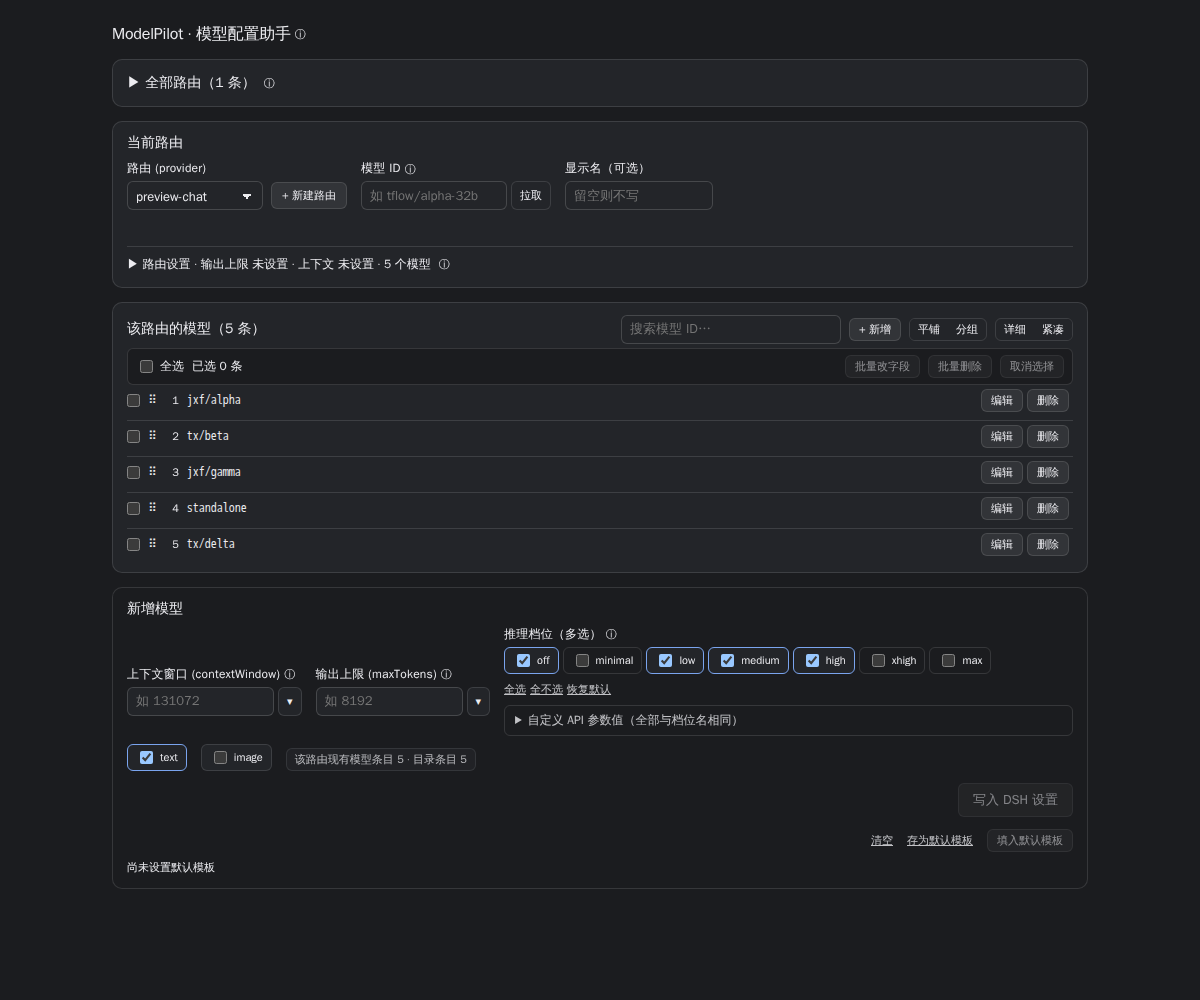 ModelPilot · 模型配置助手 ⓘ
▶ 全部路由（1 条） ⓘ
当前路由
路由 (provider) 模型 ID ⓘ 显示名（可选）
preview-chat + 新建路由 如 tflow/alpha-32b 拉取 留空则不写
▶ 路由设置 · 输出上限 未设置 · 上下文 未设置 · 5 个模型 ⓘ
该路由的模型（5 条） 搜索模型 ID… + 新增 平铺 分组 详细 紧凑
全选 已选 0 条 批量改字段 批量删除 取消选择
1 jxf/alpha 编辑 删除
2 tx/beta 编辑 删除
3 jxf/gamma 编辑 删除
4 standalone 编辑 删除
5 tx/delta 编辑 删除
新增模型
推理档位（多选） ⓘ
off minimal low medium high xhigh max
上下文窗口 (contextWindow) ⓘ 输出上限 (maxTokens) ⓘ
全选 全不选 恢复默认
如 131072 ▼ 如 8192 ▼
▶ 自定义 API 参数值（全部与档位名相同）
text image 该路由现有模型条目 5 · 目录条目 5
写入 DSH 设置
清空 存为默认模板 填入默认模板
尚未设置默认模板